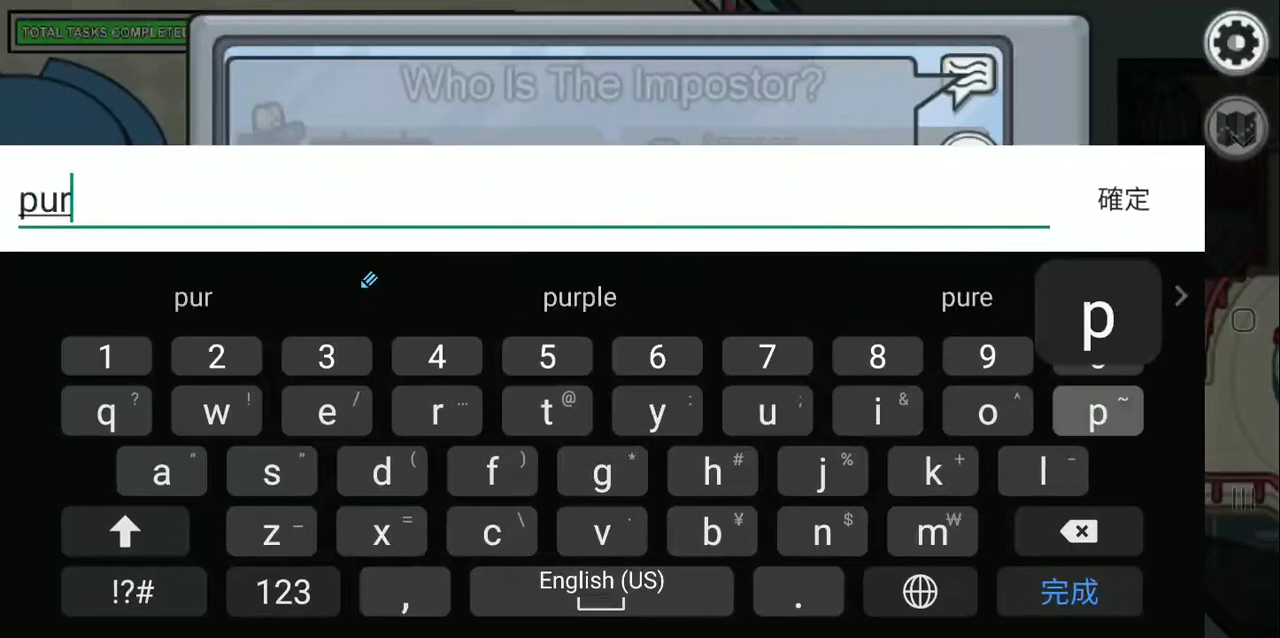 TOTAL TASKS COMPLETE
Who Is The Impostor?
pur
確定
pur purple pure
p
1 2 3 4 5 6 7 8 9
q ? w ! e / r … t @ y : u ; i & o ^ p ~
a “ s ” d ( f ) g * h # j % k + l -
z – x = c \ v · b ¥ n $ m ₩
!?# 123 , English (US) . 完成